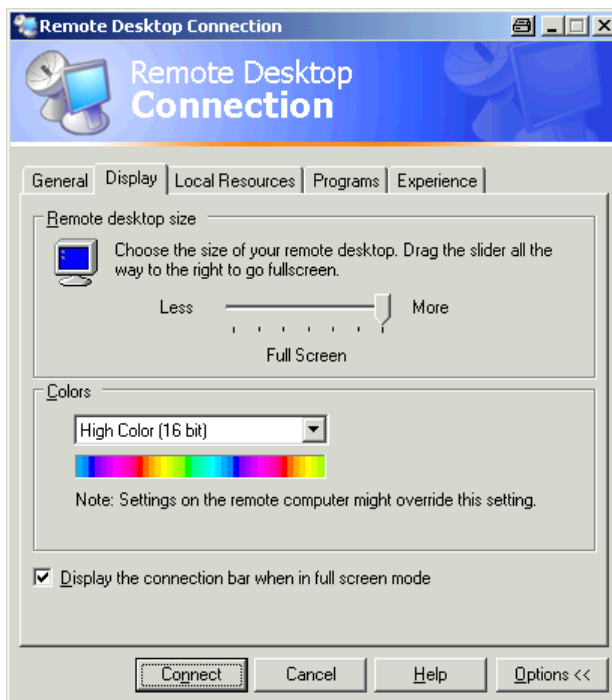 Remote Desktop Connection
Remote Desktop
Connection
General Display Local Resources Programs Experience
Remote desktop size
Choose the size of your remote desktop. Drag the slider all the
way to the right to go fullscreen.
Less More
Full Screen
Colors
High Color (16 bit)
Note: Settings on the remote computer might override this setting.
Display the connection bar when in full screen mode
Connect Cancel Help Options <<